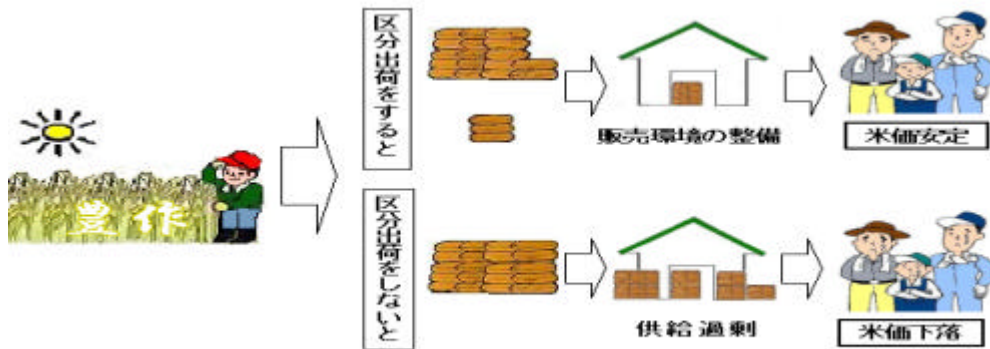 豊作
区分出荷をすると
販売環境の整備
米価安定
区分出荷をしないと
供給過剰
米価下落